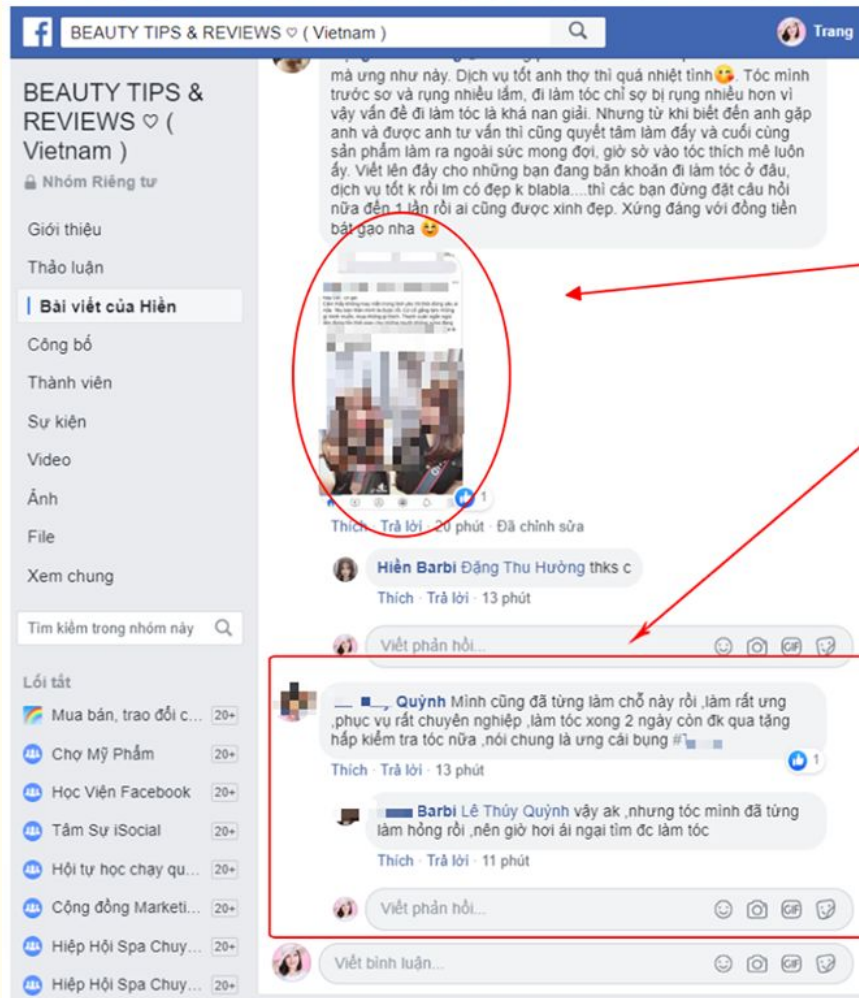 BEAUTY TIPS & REVIEWS ♡ ( Vietnam )
Trang
BEAUTY TIPS &
REVIEWS ♡ (
Vietnam )
Nhóm Riêng tư
Giới thiệu
Thảo luận
Bài viết của Hiền
Công bố
Thành viên
Sự kiện
Video
Ảnh
File
Xem chung
Tìm kiếm trong nhóm này
Lối tắt
Mua bán, trao đổi c... 20+
Chợ Mỹ Phẩm 20+
Học Viện Facebook 20+
Tâm Sự iSocial 20+
Hội tự học chạy qu... 20+
Cộng đồng Marketi... 20+
Hiệp Hội Spa Chuy... 20+
Hiệp Hội Spa Chuy... 20+
mà ưng như này. Dịch vụ tốt anh thợ thì quá nhiệt tình😋. Tóc mình
trước sơ và rụng nhiều lắm, đi làm tóc chỉ sợ bị rụng nhiều hơn vì
vậy vấn đề đi làm tóc là khá nan giải. Nhưng từ khi biết đến anh gặp
anh và được anh tư vấn thì cũng quyết tâm làm đấy và cuối cùng
sản phẩm làm ra ngoài sức mong đợi, giờ sờ vào tóc thích mê luôn
ấy. Viết lên đây cho những bạn đang băn khoăn đi làm tóc ở đâu,
dịch vụ tốt k rồi lm có đẹp k blabla....thì các bạn đừng đặt câu hỏi
nữa đến 1 lần rồi ai cũng được xinh đẹp. Xứng đáng với đồng tiền
bát gạo nha ☺️
1
Thích · Trả lời · 20 phút · Đã chỉnh sửa
Hiền Barbi Đặng Thu Hường thks c
Thích · Trả lời · 13 phút
Viết phản hồi...
GIF
Quỳnh Mình cũng đã từng làm chỗ này rồi ,làm rất ưng
,phục vụ rất chuyên nghiệp ,làm tóc xong 2 ngày còn đk qua tặng
hấp kiểm tra tóc nữa ,nói chung là ưng cái bụng #
1
Thích · Trả lời · 13 phút
Barbi Lê Thúy Quỳnh vậy ak ,nhưng tóc mình đã từng
làm hỏng rồi ,nên giờ hơi ái ngại tìm đc làm tóc
Thích · Trả lời · 11 phút
Viết phản hồi...
GIF
Viết bình luận...
GIF